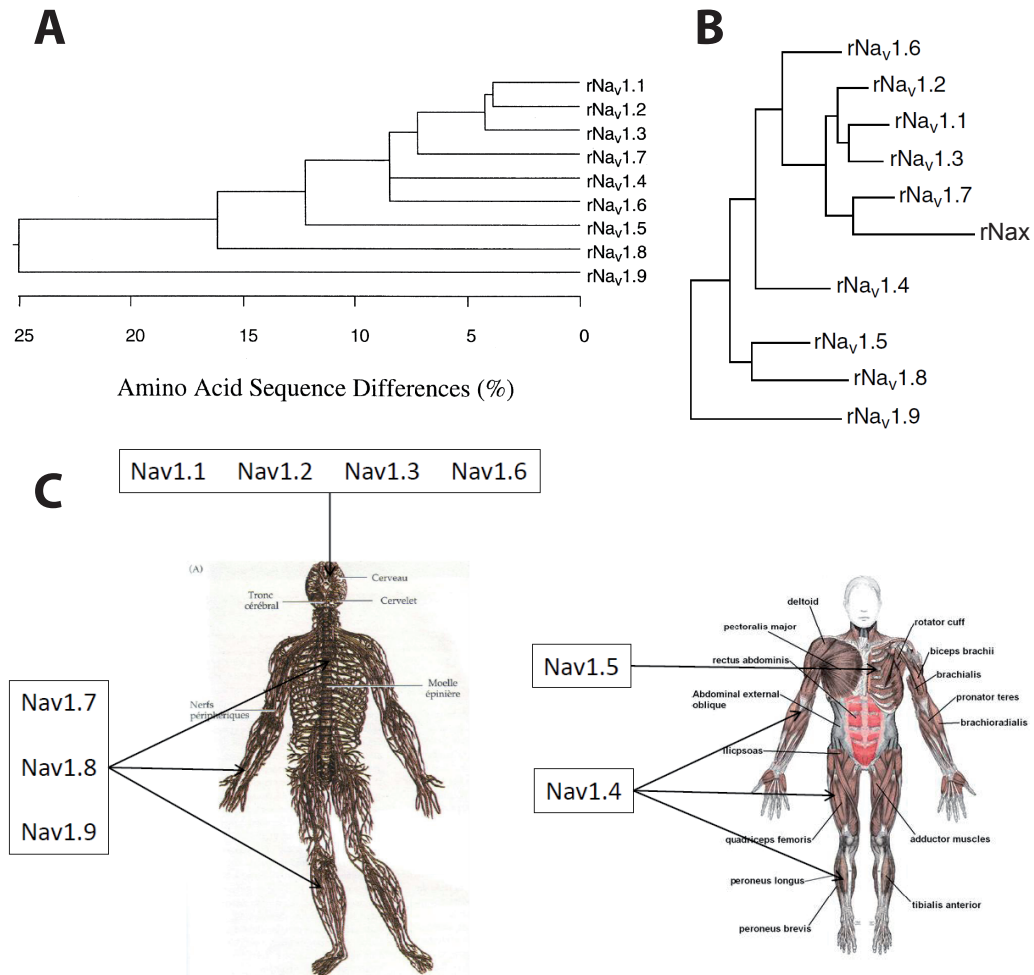 A
rNav1.1
rNav1.2
rNav1.3
rNav1.7
rNav1.4
rNav1.6
rNav1.5
rNav1.8
rNav1.9
25 20 15 10 5 0
Amino Acid Sequence Differences (%)
B
rNav1.6
rNav1.2
rNav1.1
rNav1.3
rNav1.7
rNax
rNav1.4
rNav1.5
rNav1.8
rNav1.9
C
Nav1.1 Nav1.2 Nav1.3 Nav1.6
(A)
Cerveau
Tronc
cérébral
Cervelet
Moelle
épinière
Nerfs
périphériques
Nav1.7
Nav1.8
Nav1.9
Nav1.5
Nav1.4
deltoid
pectoralis major
rectus abdominis
Abdominal external
oblique
iliopsoas
quadriceps femoris
peroneus longus
peroneus brevis
rotator cuff
biceps brachii
brachialis
pronator teres
brachioradialis
adductor muscles
tibialis anterior